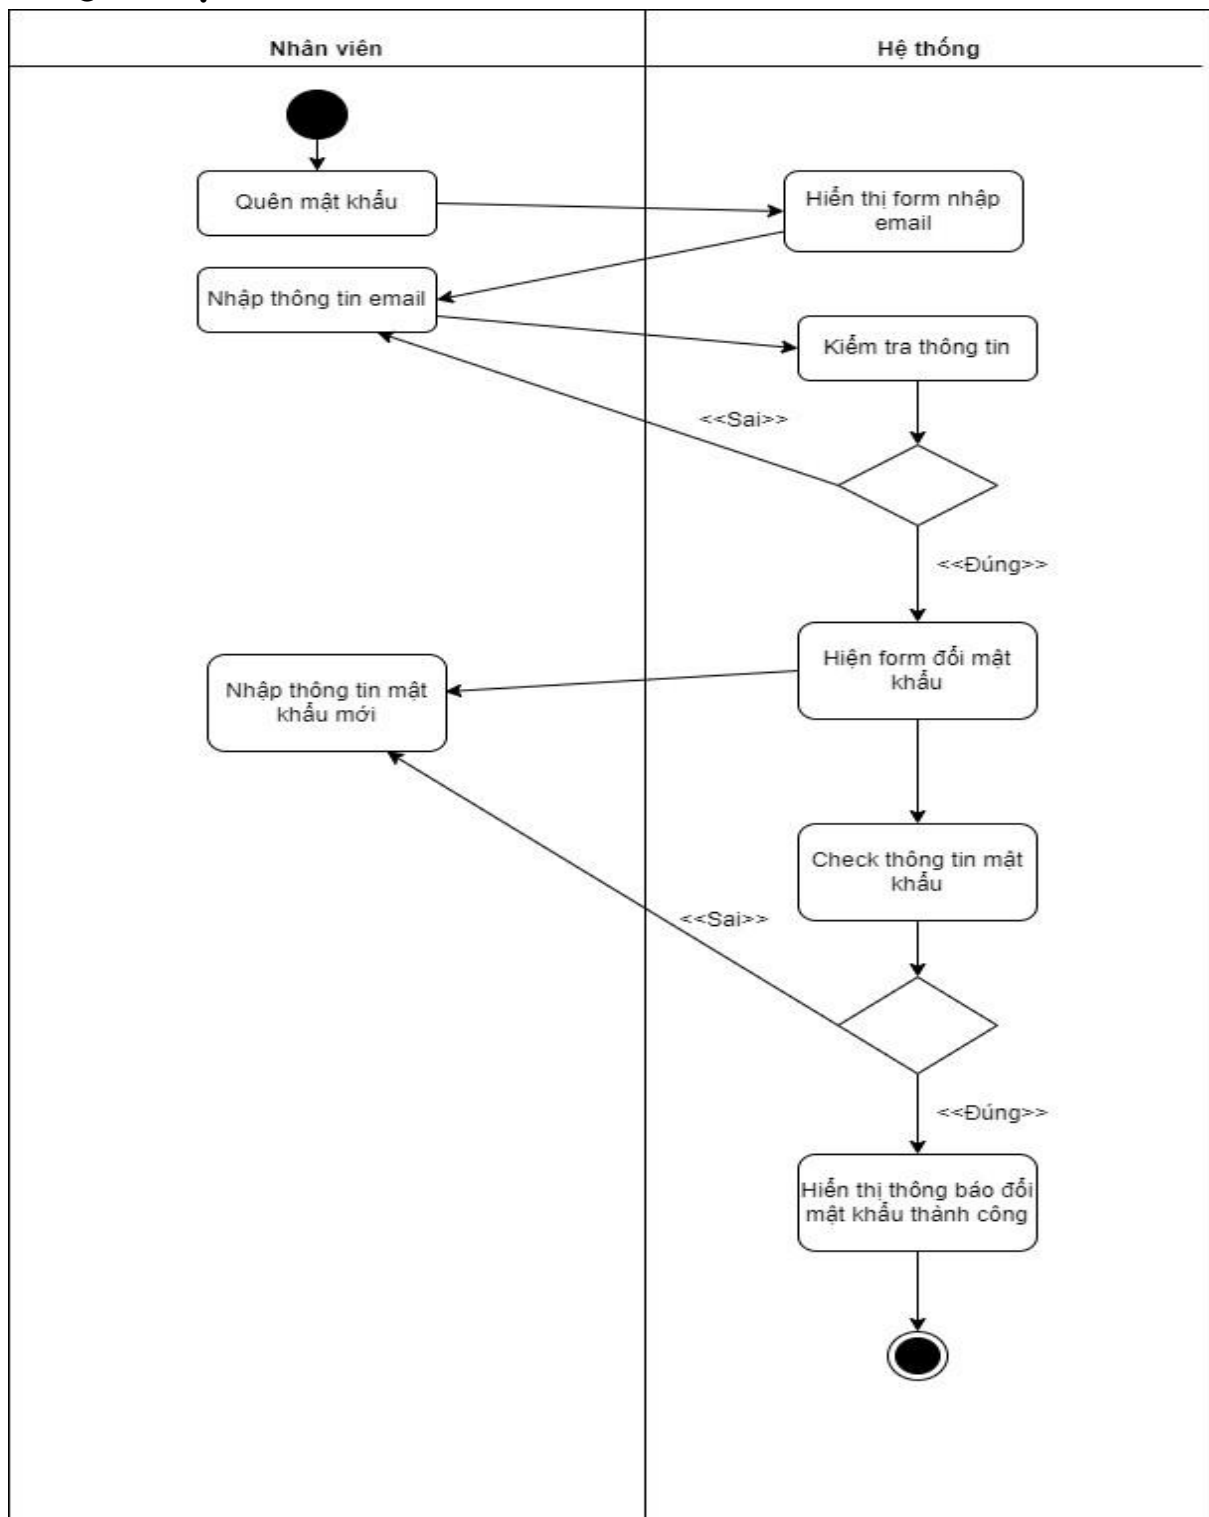 Nhân viên
Hệ thống
Quên mật khẩu
Hiển thị form nhập
email
Nhập thông tin email
Kiểm tra thông tin
<<Sai>>
<<Đúng>>
Hiện form đổi mật
khẩu
Nhập thông tin mật
khẩu mới
Check thông tin mật
khẩu
<<Sai>>
<<Đúng>>
Hiển thị thông báo đổi
mật khẩu thành công